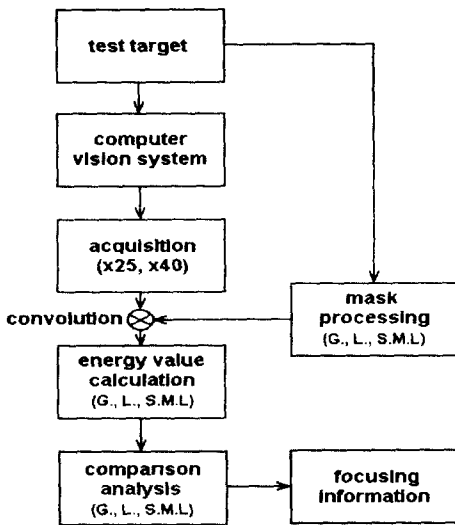 test target
computer
vision system
acquisition
(x25, x40)
convolution
mask
processing
(G., L., S.M.L)
energy value
calculation
(G., L., S.M.L)
comparison
analysis
(G., L., S.M.L)
focusing
information